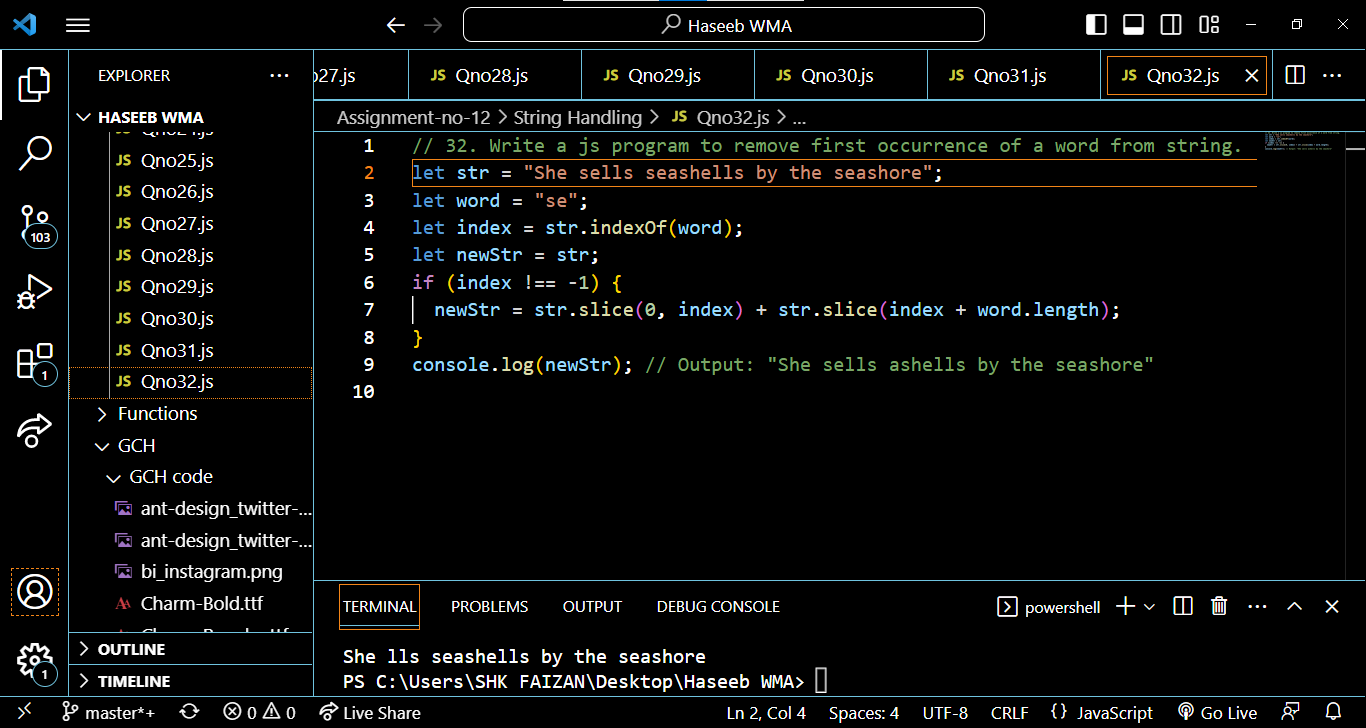 Haseeb WMA
EXPLORER
HASEEB WMA
JS Qno25.js
JS Qno26.js
JS Qno27.js
JS Qno28.js
JS Qno29.js
JS Qno30.js
JS Qno31.js
JS Qno32.js
Functions
GCH
GCH code
ant-design_twitter-...
ant-design_twitter-...
bi_instagram.png
Charm-Bold.ttf
OUTLINE
TIMELINE
103
1
1
o27.js JS Qno28.js JS Qno29.js JS Qno30.js JS Qno31.js JS Qno32.js
Assignment-no-12 > String Handling > JS Qno32.js > ...
1 // 32. Write a js program to remove first occurrence of a word from string.
2 let str = "She sells seashells by the seashore";
3 let word = "se";
4 let index = str.indexOf(word);
5 let newStr = str;
6 if (index !== -1) {
7 newStr = str.slice(0, index) + str.slice(index + word.length);
8 }
9 console.log(newStr); // Output: "She sells ashells by the seashore"
10
TERMINAL PROBLEMS OUTPUT DEBUG CONSOLE powershell
She lls seashells by the seashore
PS C:\Users\SHK FAIZAN\Desktop\Haseeb WMA>
master*+ 0 0 Live Share Ln 2, Col 4 Spaces: 4 UTF-8 CRLF {} JavaScript Go Live